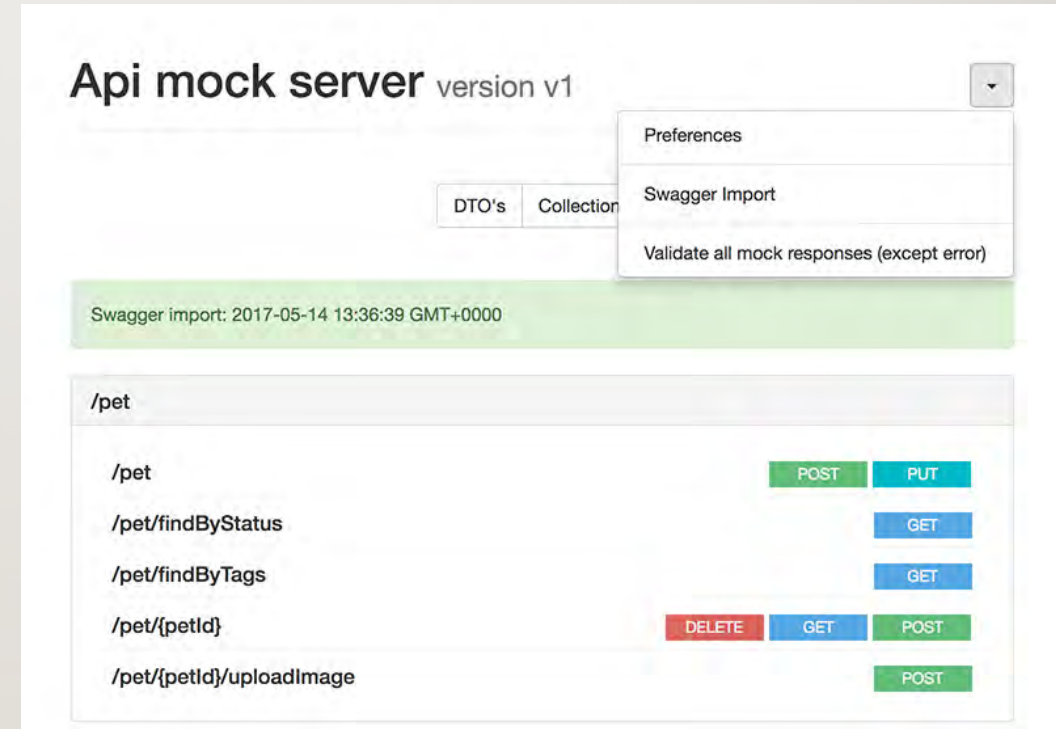 Api mock server version v1
Preferences
Swagger Import
Validate all mock responses (except error)
DTO's Collection
Swagger import: 2017-05-14 13:36:39 GMT+0000
/pet
/pet POST PUT
/pet/findByStatus GET
/pet/findByTags GET
/pet/{petId} DELETE GET POST
/pet/{petId}/uploadImage POST